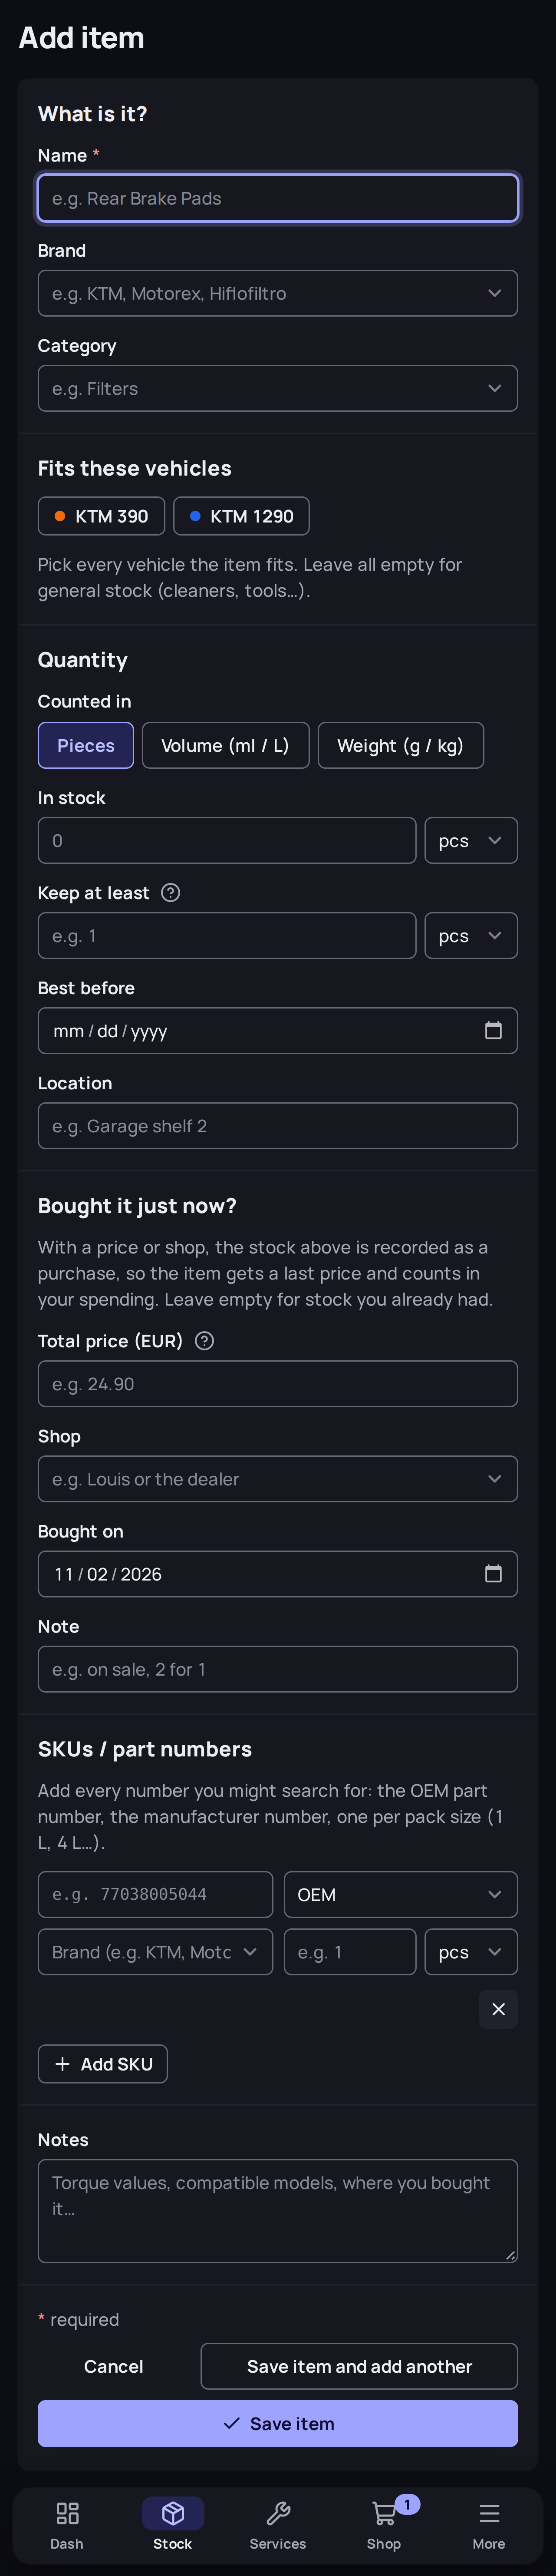 Add item
What is it?
Name *
e.g. Rear Brake Pads
Brand
e.g. KTM, Motorex, Hiflofiltro
Category
e.g. Filters
Fits these vehicles
KTM 390
KTM 1290
Pick every vehicle the item fits. Leave all empty for
general stock (cleaners, tools…).
Quantity
Counted in
Pieces
Volume (ml / L)
Weight (g / kg)
In stock
0
pcs
Keep at least
e.g. 1
pcs
Best before
mm/dd/yyyy
Location
e.g. Garage shelf 2
Bought it just now?
With a price or shop, the stock above is recorded as a
purchase, so the item gets a last price and counts in
your spending. Leave empty for stock you already had.
Total price (EUR)
e.g. 24.90
Shop
e.g. Louis or the dealer
Bought on
11/02/2026
Note
e.g. on sale, 2 for 1
SKUs / part numbers
Add every number you might search for: the OEM part
number, the manufacturer number, one per pack size (1
L, 4 L…).
e.g. 77038005044
OEM
Brand (e.g. KTM, Motc
e.g. 1
pcs
Add SKU
Notes
Torque values, compatible models, where you bought
it…
* required
Cancel
Save item and add another
Save item
1
Dash
Stock
Services
Shop
More